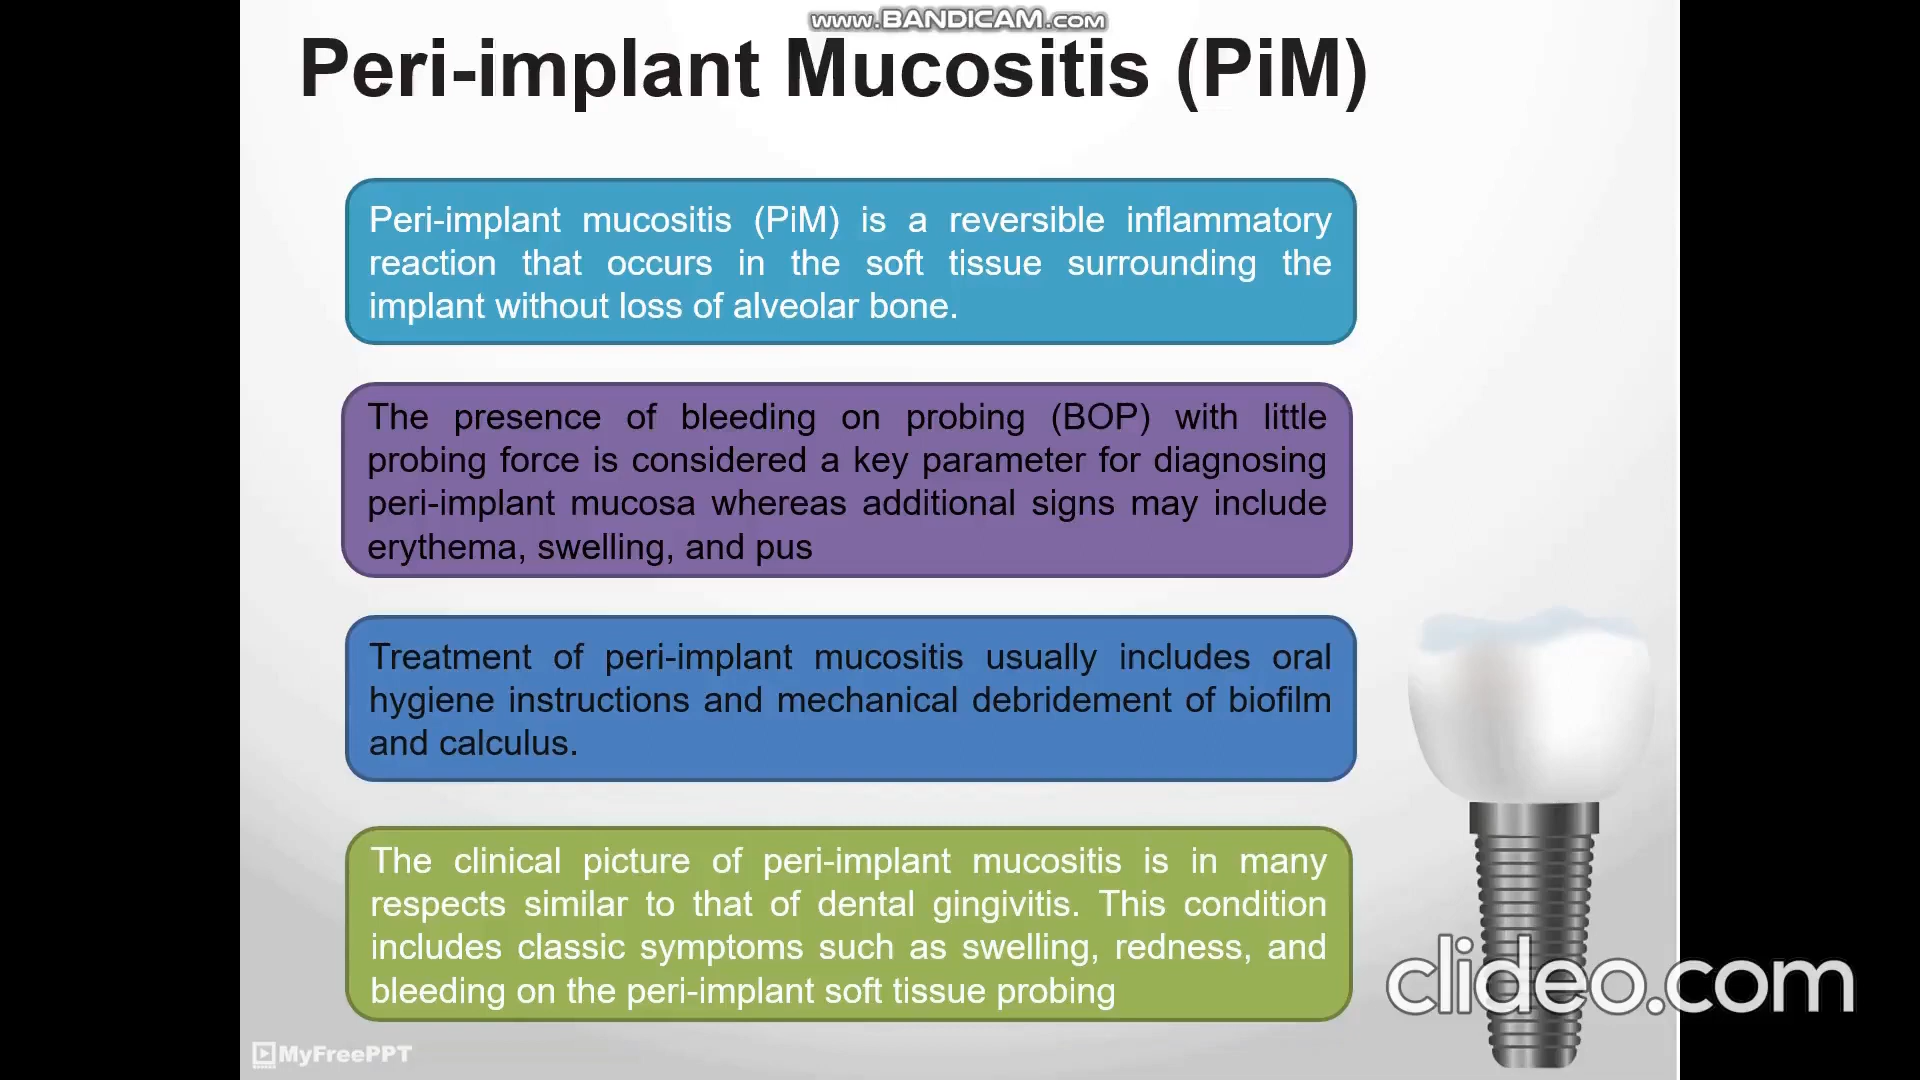 www.BANDICAM.com
Peri-implant Mucositis (PiM)
Peri-implant mucositis (PiM) is a reversible inflammatory
reaction that occurs in the soft tissue surrounding the
implant without loss of alveolar bone.
The presence of bleeding on probing (BOP) with little
probing force is considered a key parameter for diagnosing
peri-implant mucosa whereas additional signs may include
erythema, swelling, and pus
Treatment of peri-implant mucositis usually includes oral
hygiene instructions and mechanical debridement of biofilm
and calculus.
The clinical picture of peri-implant mucositis is in many
respects similar to that of dental gingivitis. This condition
includes classic symptoms such as swelling, redness, and
bleeding on the peri-implant soft tissue probing
clideo.com
MyFreePPT